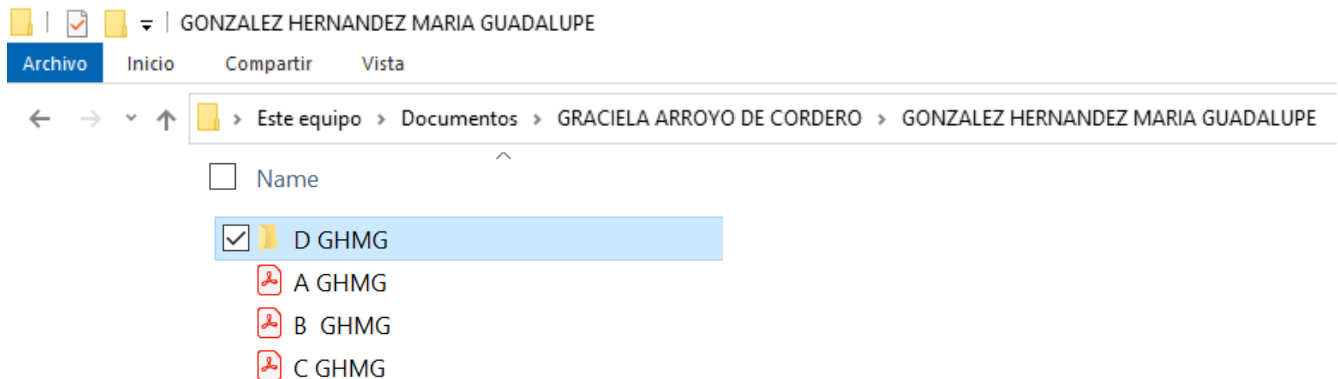 GONZALEZ HERNANDEZ MARIA GUADALUPE
Archivo Inicio Compartir Vista
Este equipo > Documentos > GRACIELA ARROYO DE CORDERO > GONZALEZ HERNANDEZ MARIA GUADALUPE
Name
D GHMG
A GHMG
B  GHMG
C GHMG